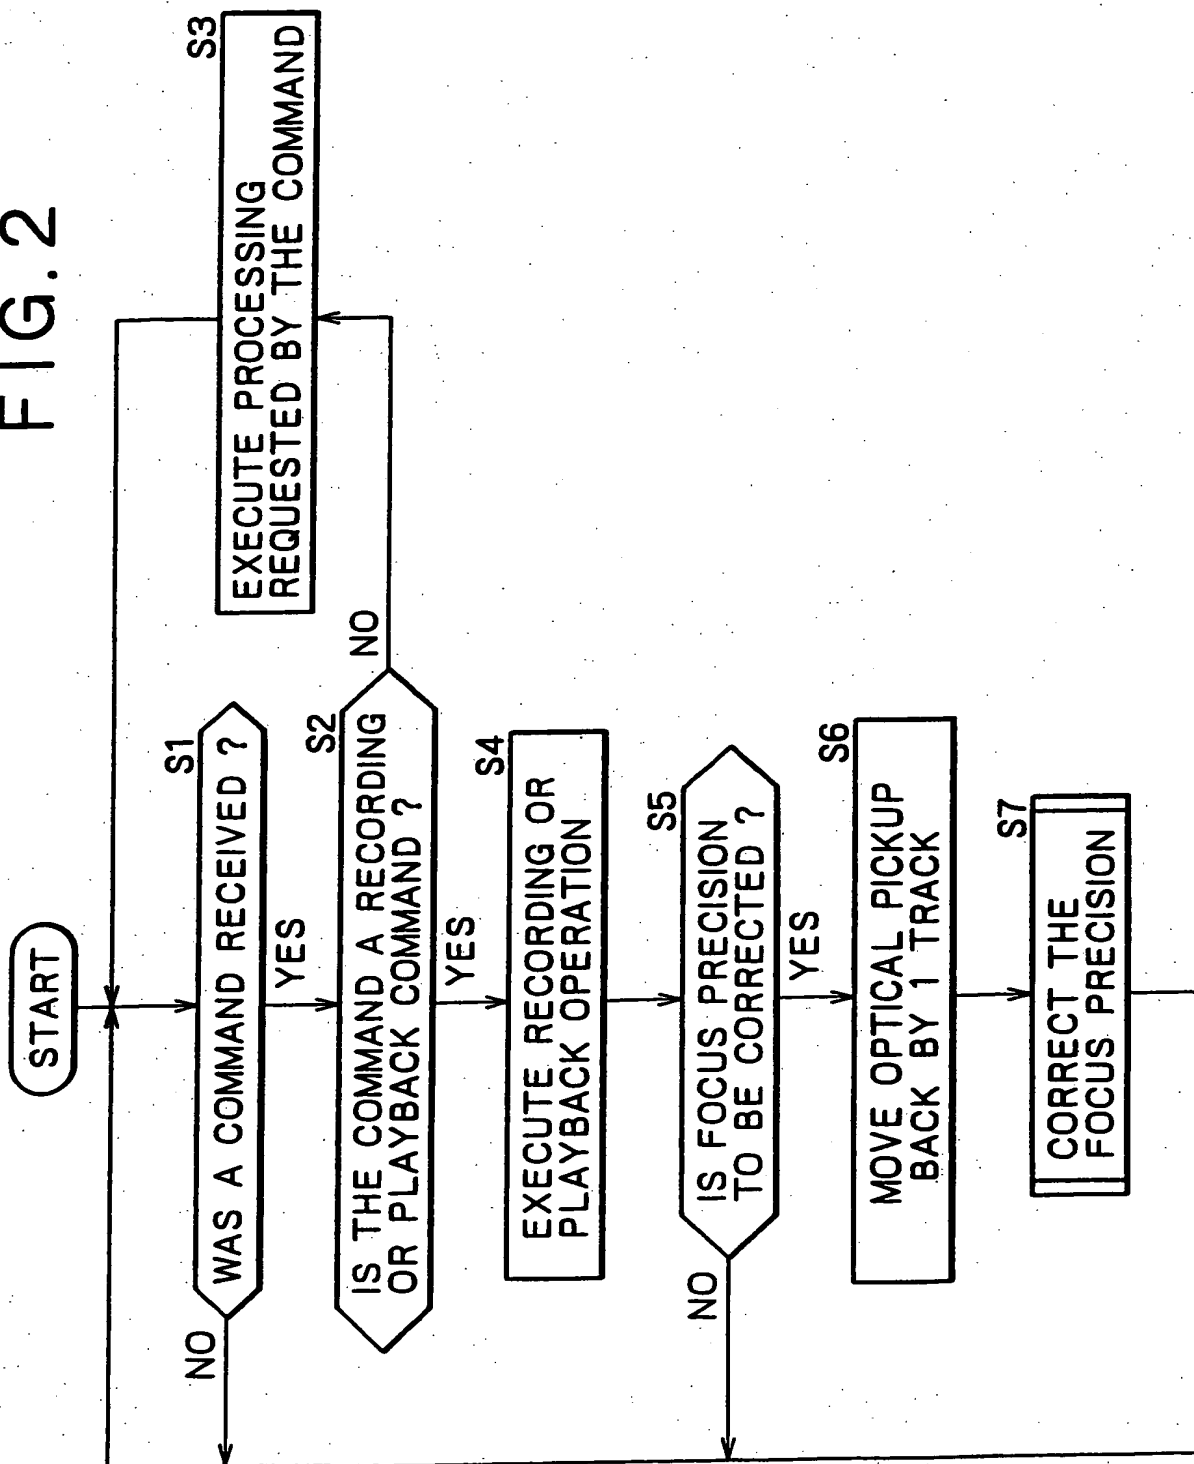 FIG.2
START
S1
WAS A COMMAND RECEIVED ?
NO
YES
S2
IS THE COMMAND A RECORDING
OR PLAYBACK COMMAND ?
NO
YES
S3
EXECUTE PROCESSING
REQUESTED BY THE COMMAND
S4
EXECUTE RECORDING OR
PLAYBACK OPERATION
S5
IS FOCUS PRECISION
TO BE CORRECTED ?
NO
YES
S6
MOVE OPTICAL PICKUP
BACK BY 1 TRACK
S7
CORRECT THE
FOCUS PRECISION